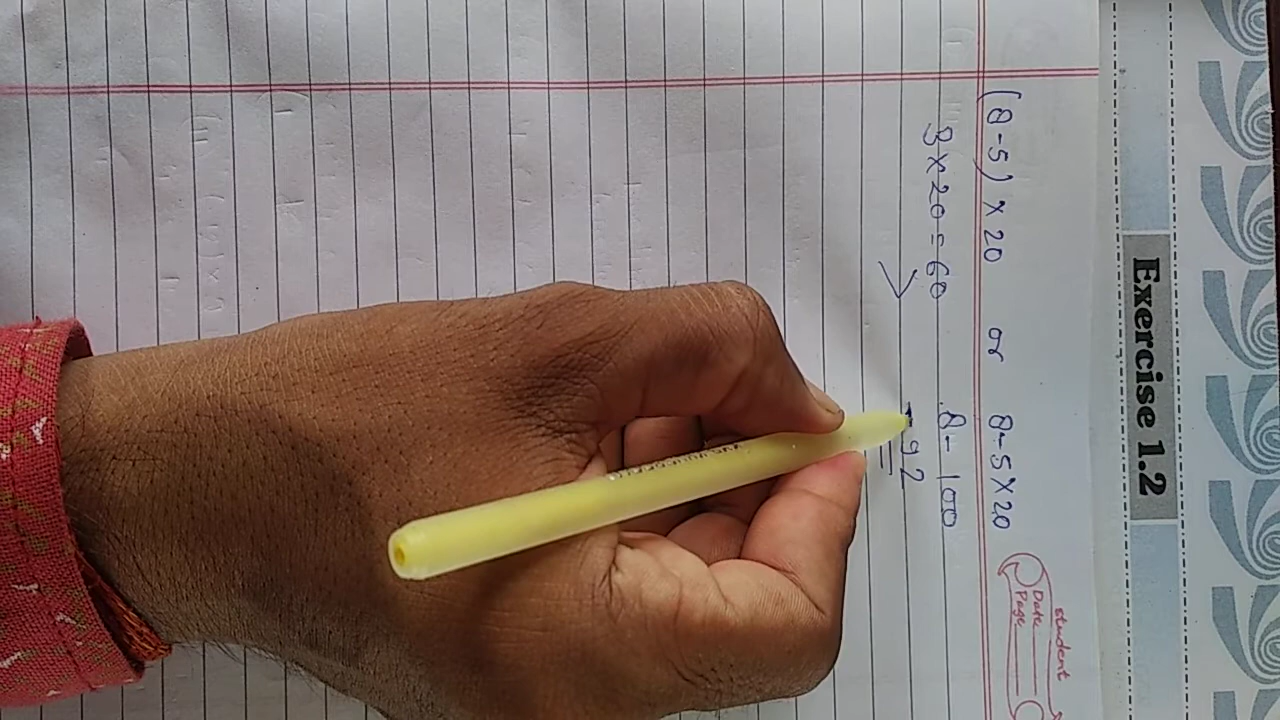 Exercise 1.2
student
Date
Page
(8-5) × 20 or 8-5×20
3×20=60 8-100
> -92